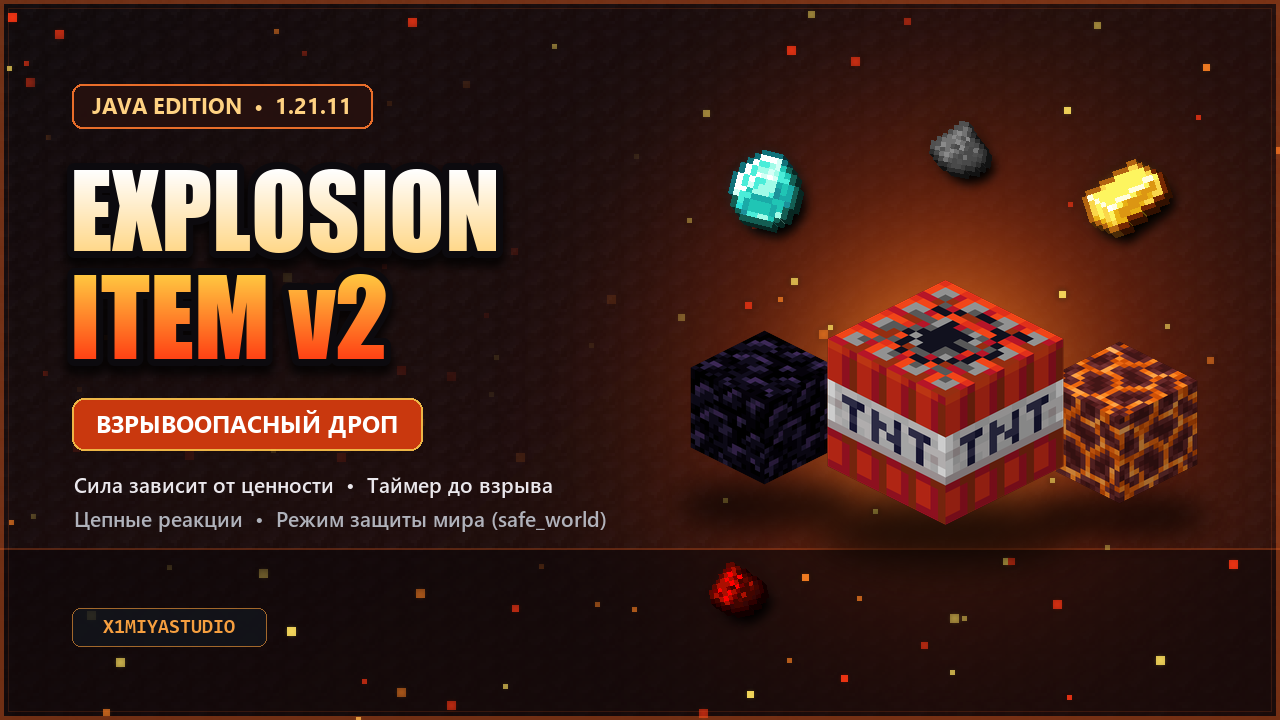 JAVA EDITION • 1.21.11
EXPLOSION
ITEM v2
ВЗРЫВООПАСНЫЙ ДРОП
Сила зависит от ценности • Таймер до взрыва
Цепные реакции • Режим защиты мира (safe_world)
TNT TNT
X1MIYASTUDIO